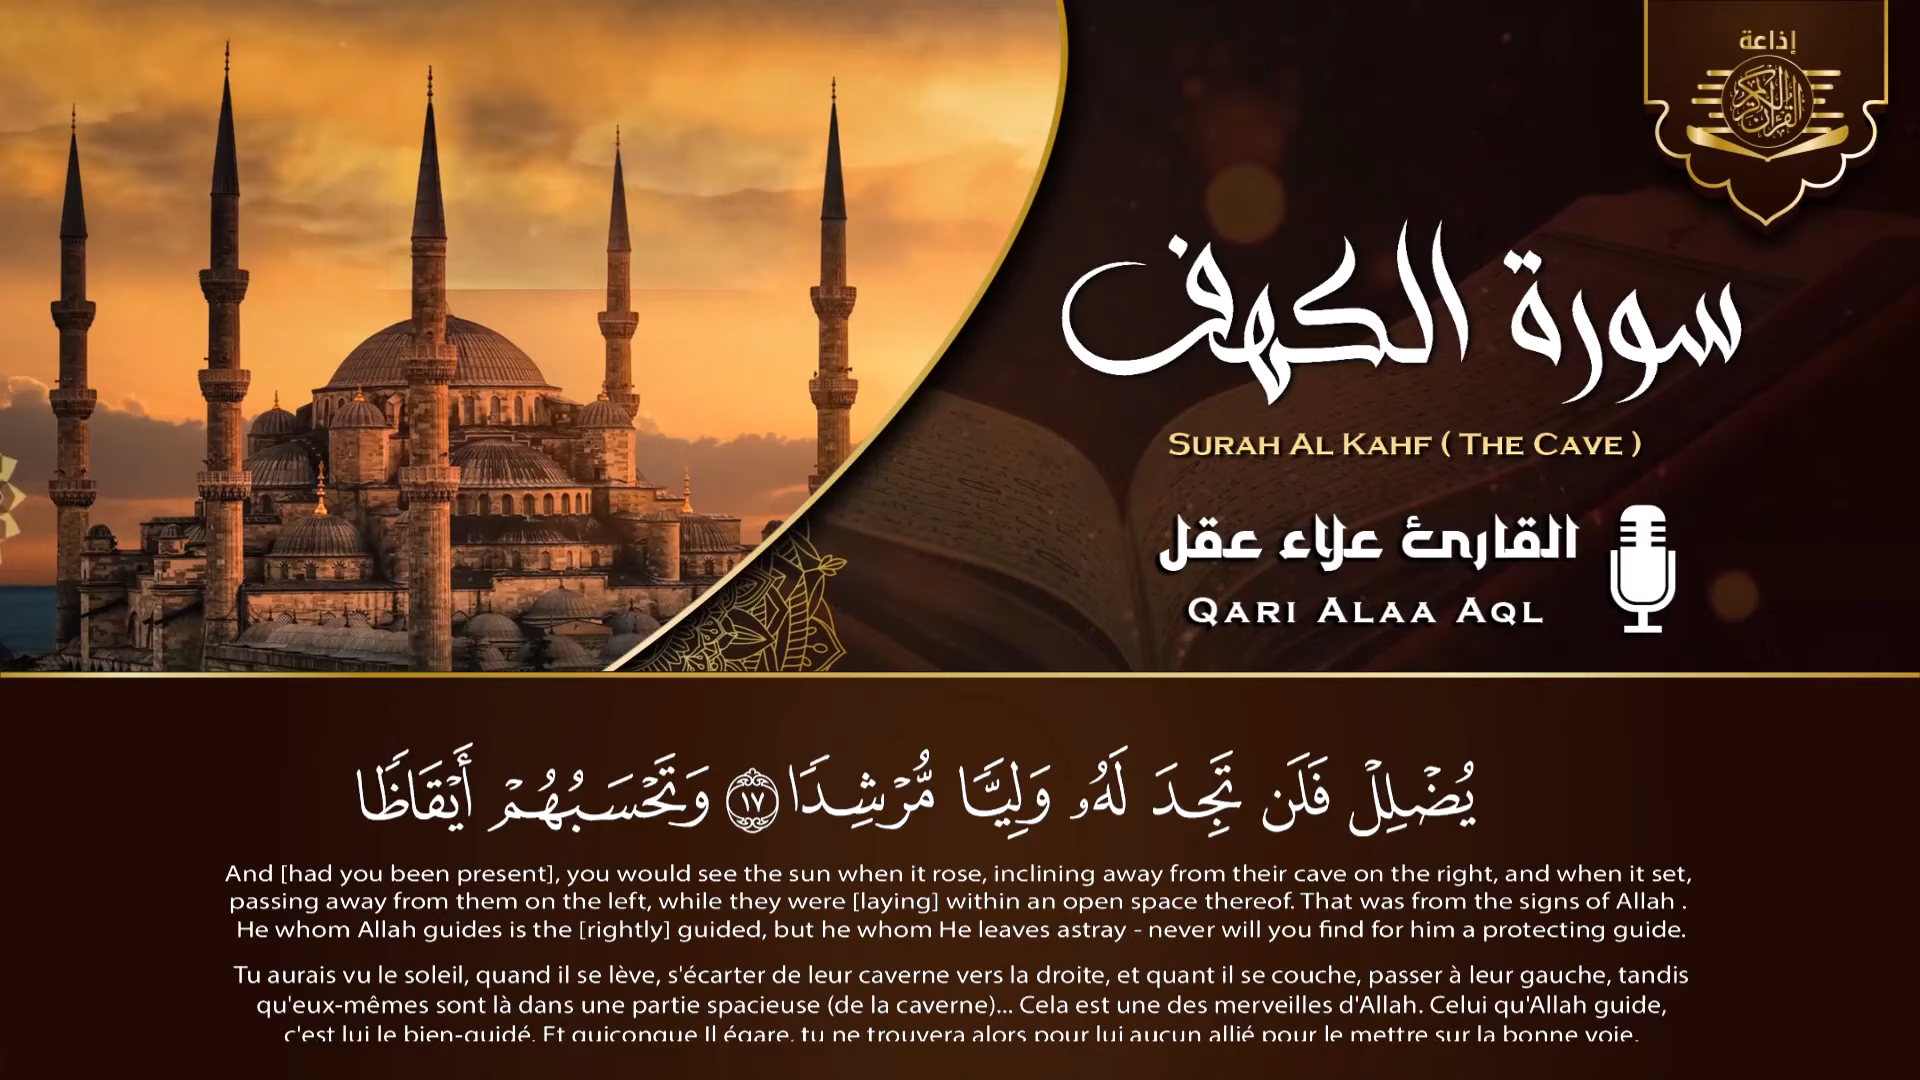 إذاعة
القرآن الكريم
سورة الكهف
SURAH AL KAHF ( THE CAVE )
القارئ علاء عقل
QARI ALAA AQL
يُضْلِلْ فَلَن تَجِدَ لَهُۥ وَلِيًّا مُّرْشِدًا ١٧ وَتَحْسَبُهُمْ أَيْقَاظًا
And [had you been present], you would see the sun when it rose, inclining away from their cave on the right, and when it set,
passing away from them on the left, while they were [laying] within an open space thereof. That was from the signs of Allah .
He whom Allah guides is the [rightly] guided, but he whom He leaves astray - never will you find for him a protecting guide.
Tu aurais vu le soleil, quand il se lève, s'écarter de leur caverne vers la droite, et quant il se couche, passer à leur gauche, tandis
qu'eux-mêmes sont là dans une partie spacieuse (de la caverne)... Cela est une des merveilles d'Allah. Celui qu'Allah guide,
c'est lui le bien-guidé. Et quiconque Il égare, tu ne trouvera alors pour lui aucun allié pour le mettre sur la bonne voie.